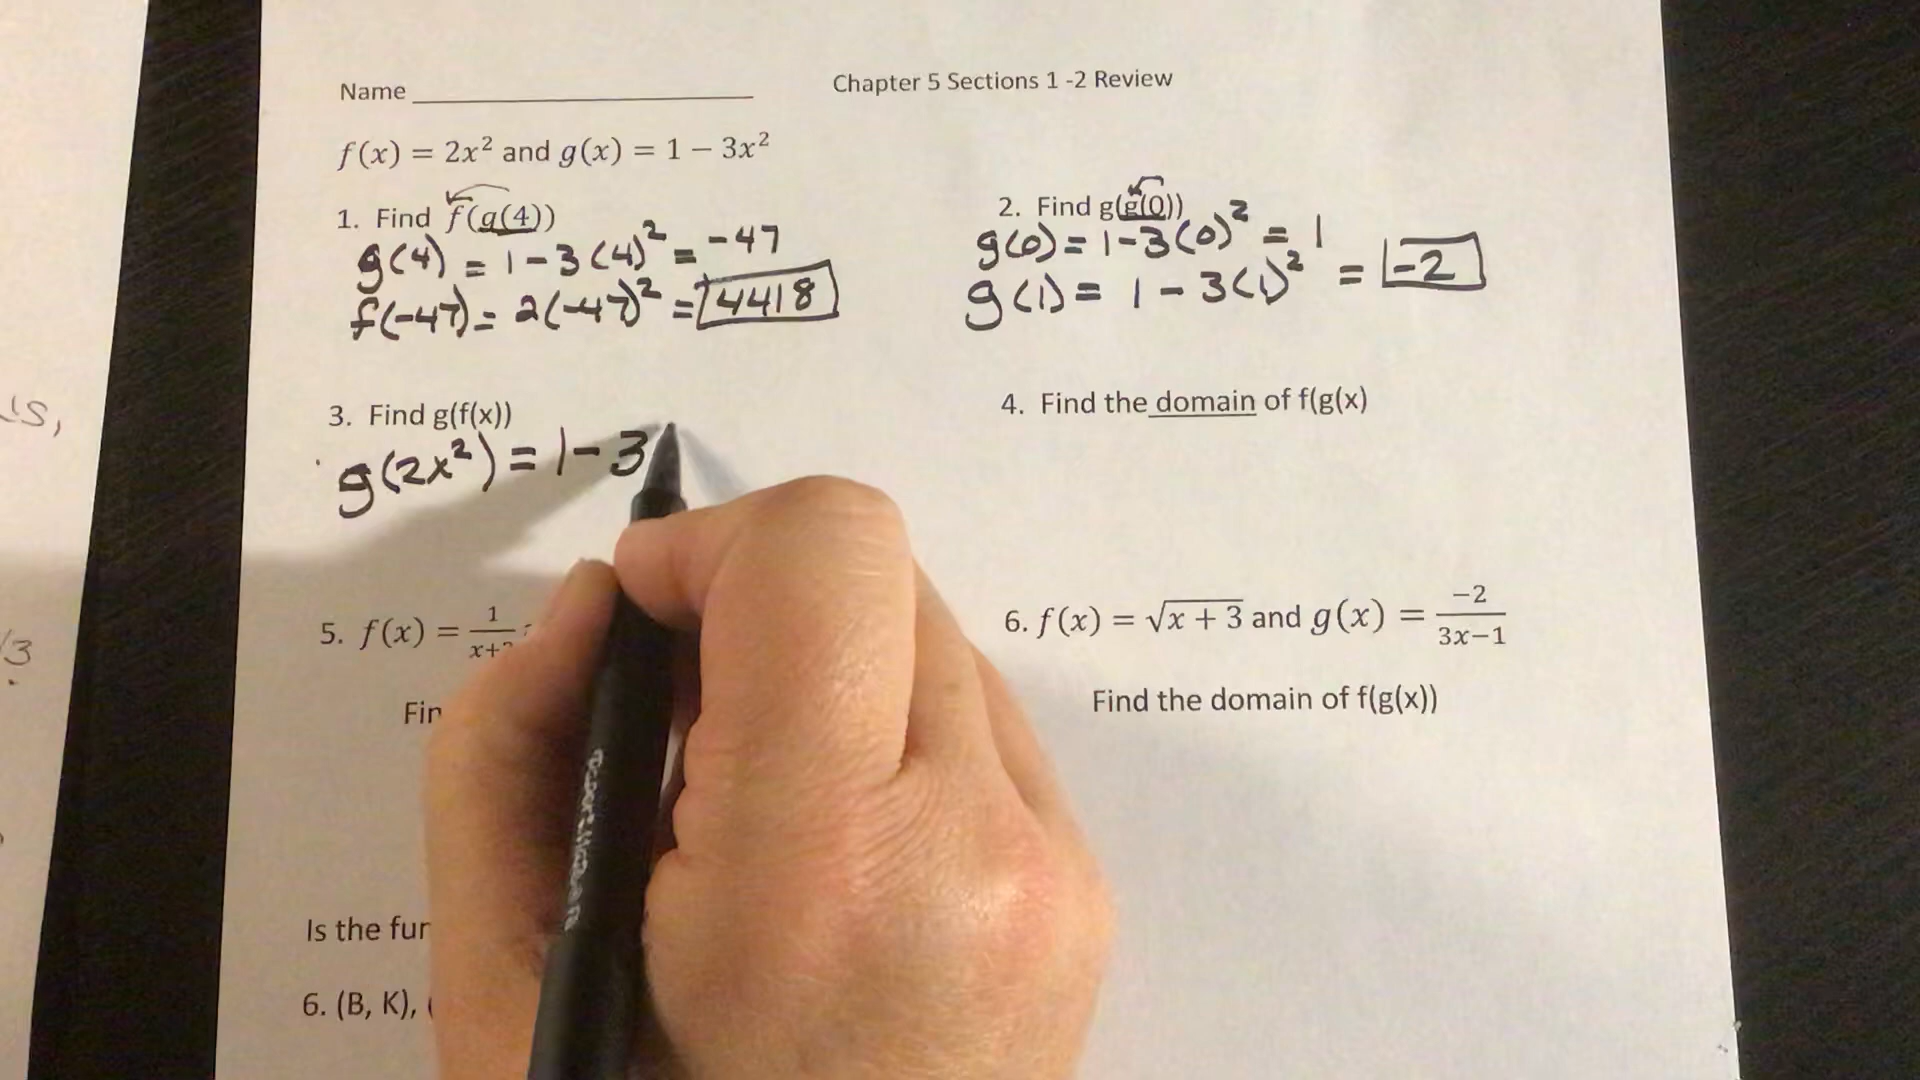 Name
Chapter 5 Sections 1 -2 Review
f(x) = 2x² and g(x) = 1 − 3x²
1. Find f(g(4))
g(4) = 1-3(4)² = -47
f(-47) = 2(-47)² = 4418
2. Find g(g(0))
g(0) = 1-3(0)² = 1
g(1) = 1 - 3(1)² = -2
3. Find g(f(x))
g(2x²) = 1-3
4. Find the domain of f(g(x)
5. f(x) =
6. f(x) = √(x + 3) and g(x) = −2/(3x−1)
Find the domain of f(g(x))
Is the
6. (B, K),
is,